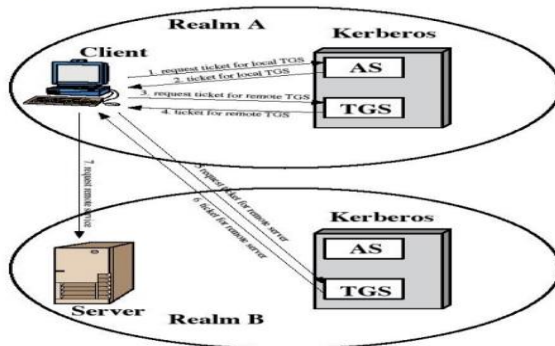 Realm A
Client
Kerberos
1. request ticket for local TGS
AS
2. ticket for local TGS
3. request ticket for remote TGS
TGS
4. ticket for remote TGS
5 request ticket for remote server
6. ticket for remote server
7. request remote service
Kerberos
AS
TGS
Server
Realm B